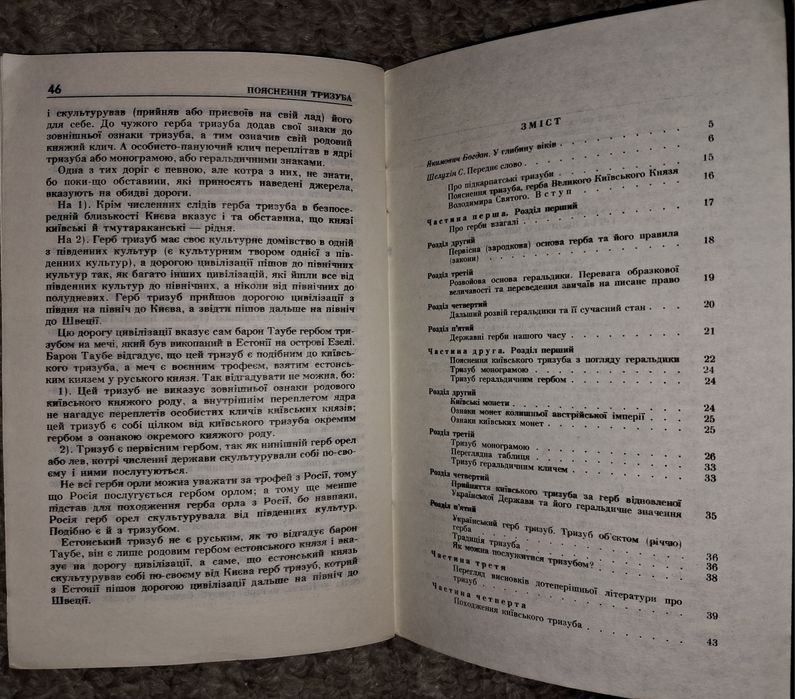 46
ПОЯСНЕННЯ ТРИЗУБА
і скультурував (прийняв або присвоїв на свій лад) його
для себе. До чужого герба тризуба додав свої знаки до
зовнішньої ознаки тризуба, а тим означив свій родовий
княжий клич. А особисто-пануючий клич переплітав в ядрі
тризуба або монограмою, або геральдичними знаками.
Одна з тих доріг є певною, але котра з них, не знати,
бо поки-що обставини, які приносять наведені джерела,
вказують на обидві дороги.
На 1). Крім численних слідів герба тризуба в безпосе-
редній близькості Києва вказує і та обставина, що князі
київські й тмутараканські — рідня.
На 2). Герб тризуб має своє культурне домівство в одній
з південних культур (є культурним твором однієї з пів-
денних культур), а дорогою цивілізації пішов до північних
культур так, як багато інших цивілізацій, які йшли все від
південних культур до північних, а ніколи від північних до
полудневих. Герб тризуб прийшов дорогою цивілізації з
півдня на північ до Києва, а звідти пішов дальше на північ
до Швеції.
Цю дорогу цивілізації вказує сам барон Таубе гербом три-
зубом на мечі, який був викопаний в Естонії на острові Езелі.
Барон Таубе відгадує, що цей тризуб є подібним до київсь-
кого тризуба, а меч є воєнним трофеєм, взятим естонсь-
ким князем у руського князя. Так відгадувати не можна, бо:
1). Цей тризуб не виказує зовнішньої ознаки родового
київського княжого роду, а внутрішнім переплетом ядра
не нагадує переплетів особистих кличів київських князів;
цей тризуб є собі цілком від київського тризуба окремим
гербом з ознакою окремого княжого роду.
2). Тризуб є первісним гербом, так як нинішній герб орел
або лев, котрі численні держави скультурували собі по-сво-
єму і ними послугуються.
Не всі герби орли можна уважати за трофей з Росії, тому
що Росія послугується гербом орлом; а тому ще менше
підстав для походження герба орла з Росії, бо навпаки,
Росія герб орел скультурувала від південних культур.
Подібно є й з тризубом.
Естонський тризуб не є руським, як то відгадує барон
Таубе, він є лише родовим гербом естонського князя і вка-
зує на дорогу цивілізації, а саме, що естонський князь
скультурував собі по-своєму від Києва герб тризуб, котрий
з Естонії пішов дорогою цивілізації дальше на північ до
Швеції.
ЗМІСТ
Якимович Богдан. У глибину віків . . . 5
Шелухін С. Переднє слово . . . 6
Про підкарпатські тризуби . . . 15
Пояснення тризуба, герба Великого Київського Князя
Володимира Святого. Вступ . . . 16
Частина перша. Розділ перший
Про герби взагалі . . . 17
Розділ другий
Первісна (зародкова) основа герба та його правила
(закони) . . . 18
Розділ третій
Розвойова основа геральдики. Перевага образкової
величавості та переведення звичаїв на писане право 19
Розділ четвертий
Дальший розвій геральдики та її сучасний стан . . . 20
Розділ п'ятий
Державні герби нашого часу . . . 21
Частина друга. Розділ перший
Пояснення київського тризуба з погляду геральдики 22
Тризуб монограмою . . . 24
Тризуб геральдичним гербом . . . 24
Розділ другий
Київські монети . . . 24
Ознаки монет колишньої австрійської імперії . . . 25
Ознаки київських монет . . . 25
Розділ третій
Тризуб монограмою . . . 26
Переглядна таблиця . . . 33
Тризуб геральдичним кличем . . . 33
Розділ четвертий
Прийняття київського тризуба за герб відновленої
Української Держави та його геральдичне значення 35
Розділ п'ятий
Український герб тризуб. Тризуб об'єктом (річчю)
герба . . . 36
Традиція тризуба . . . 36
Як можна послужитися тризубом? . . . 38
Частина третя
Перегляд висновків дотеперішньої літератури про
тризуб . . . 39
Частина четверта
Походження київського тризуба . . . 43